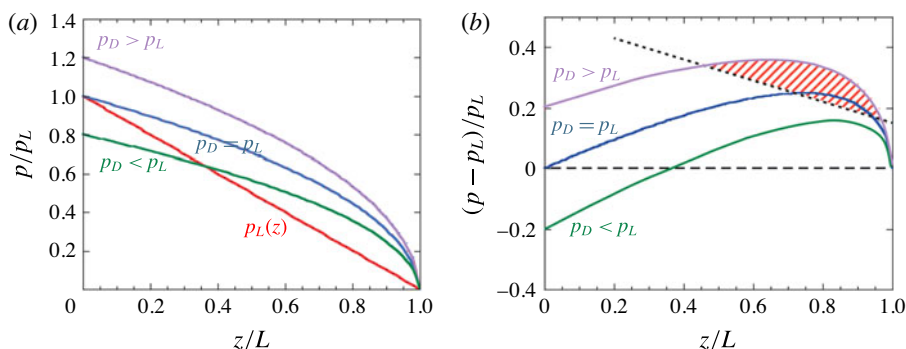 (a)
1.4
1.2
1.0
0.8
0.6
0.4
0.2
0
0.2
0.4
0.6
0.8
1.0
p/p_L
z/L
p_D > p_L
p_D = p_L
p_D < p_L
p_L(z)
(b)
0.4
0.2
0
−0.2
−0.4
0
0.2
0.4
0.6
0.8
1.0
(p − p_L)/p_L
z/L
p_D > p_L
p_D = p_L
p_D < p_L